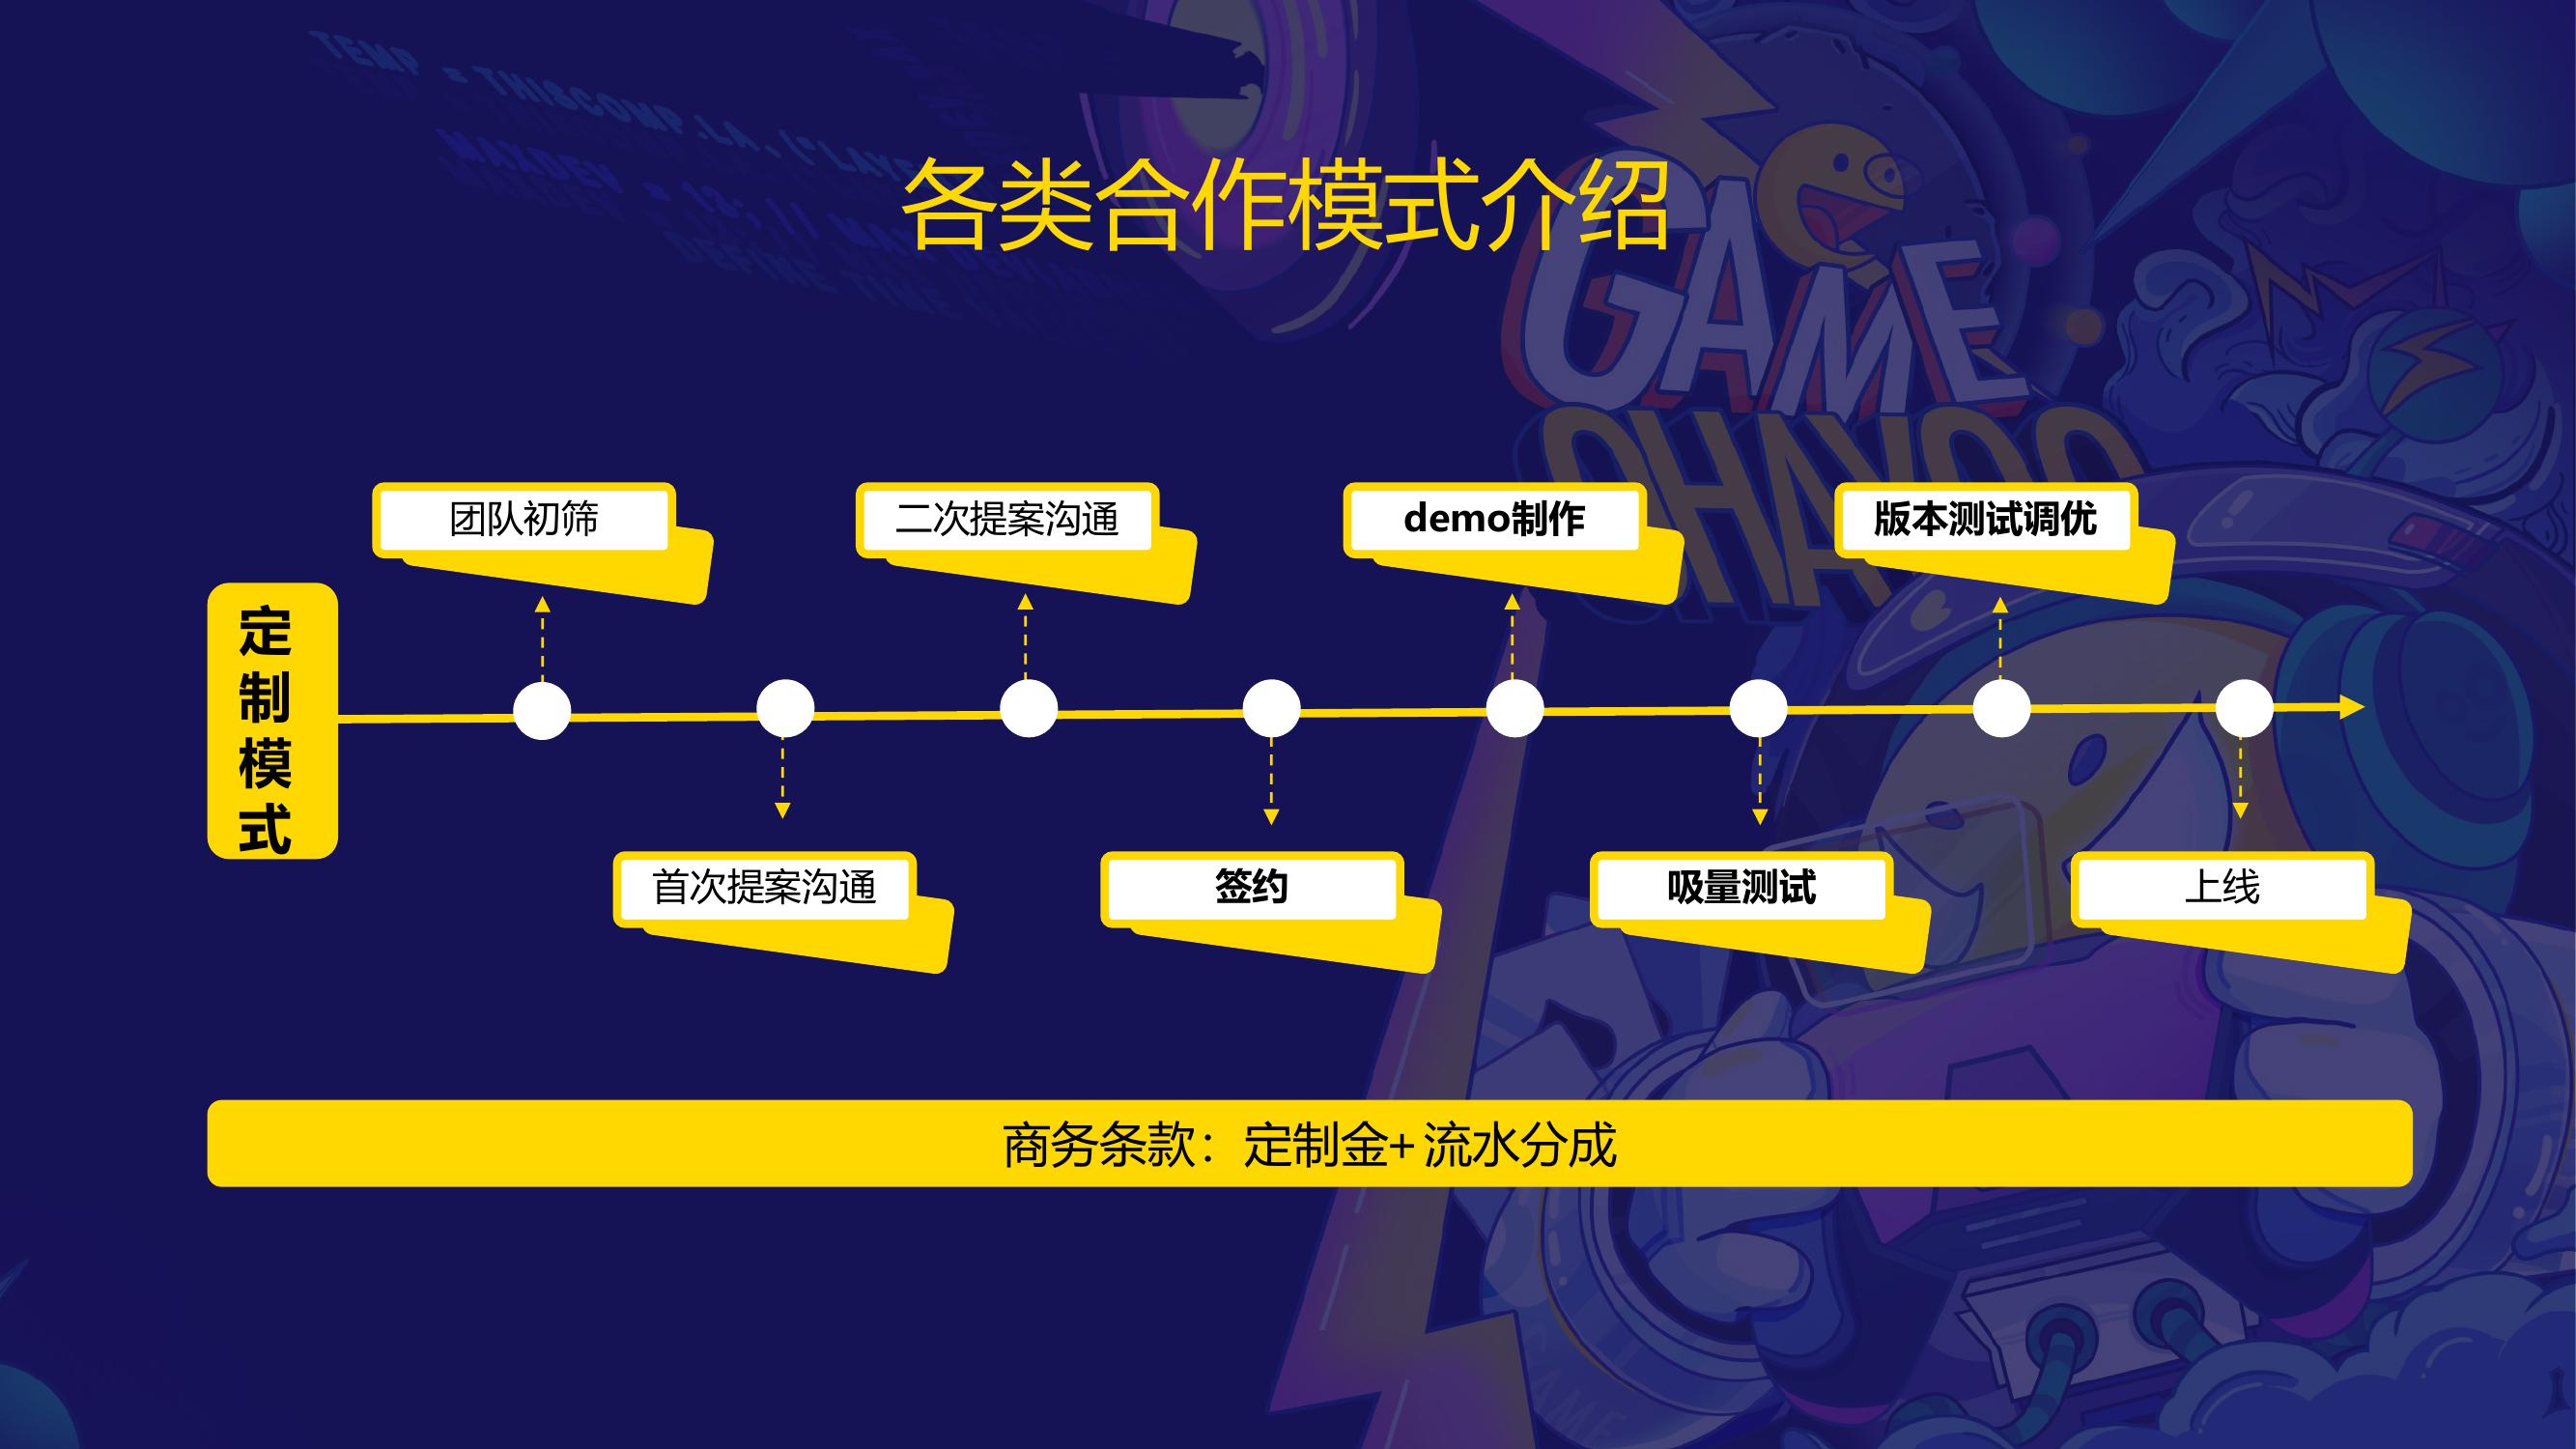 各类合作模式介绍
GAME
OHAYOO
团队初筛
二次提案沟通
demo制作
版本测试调优
定
制
模
式
首次提案沟通
签约
吸量测试
上线
商务条款：定制金+流水分成